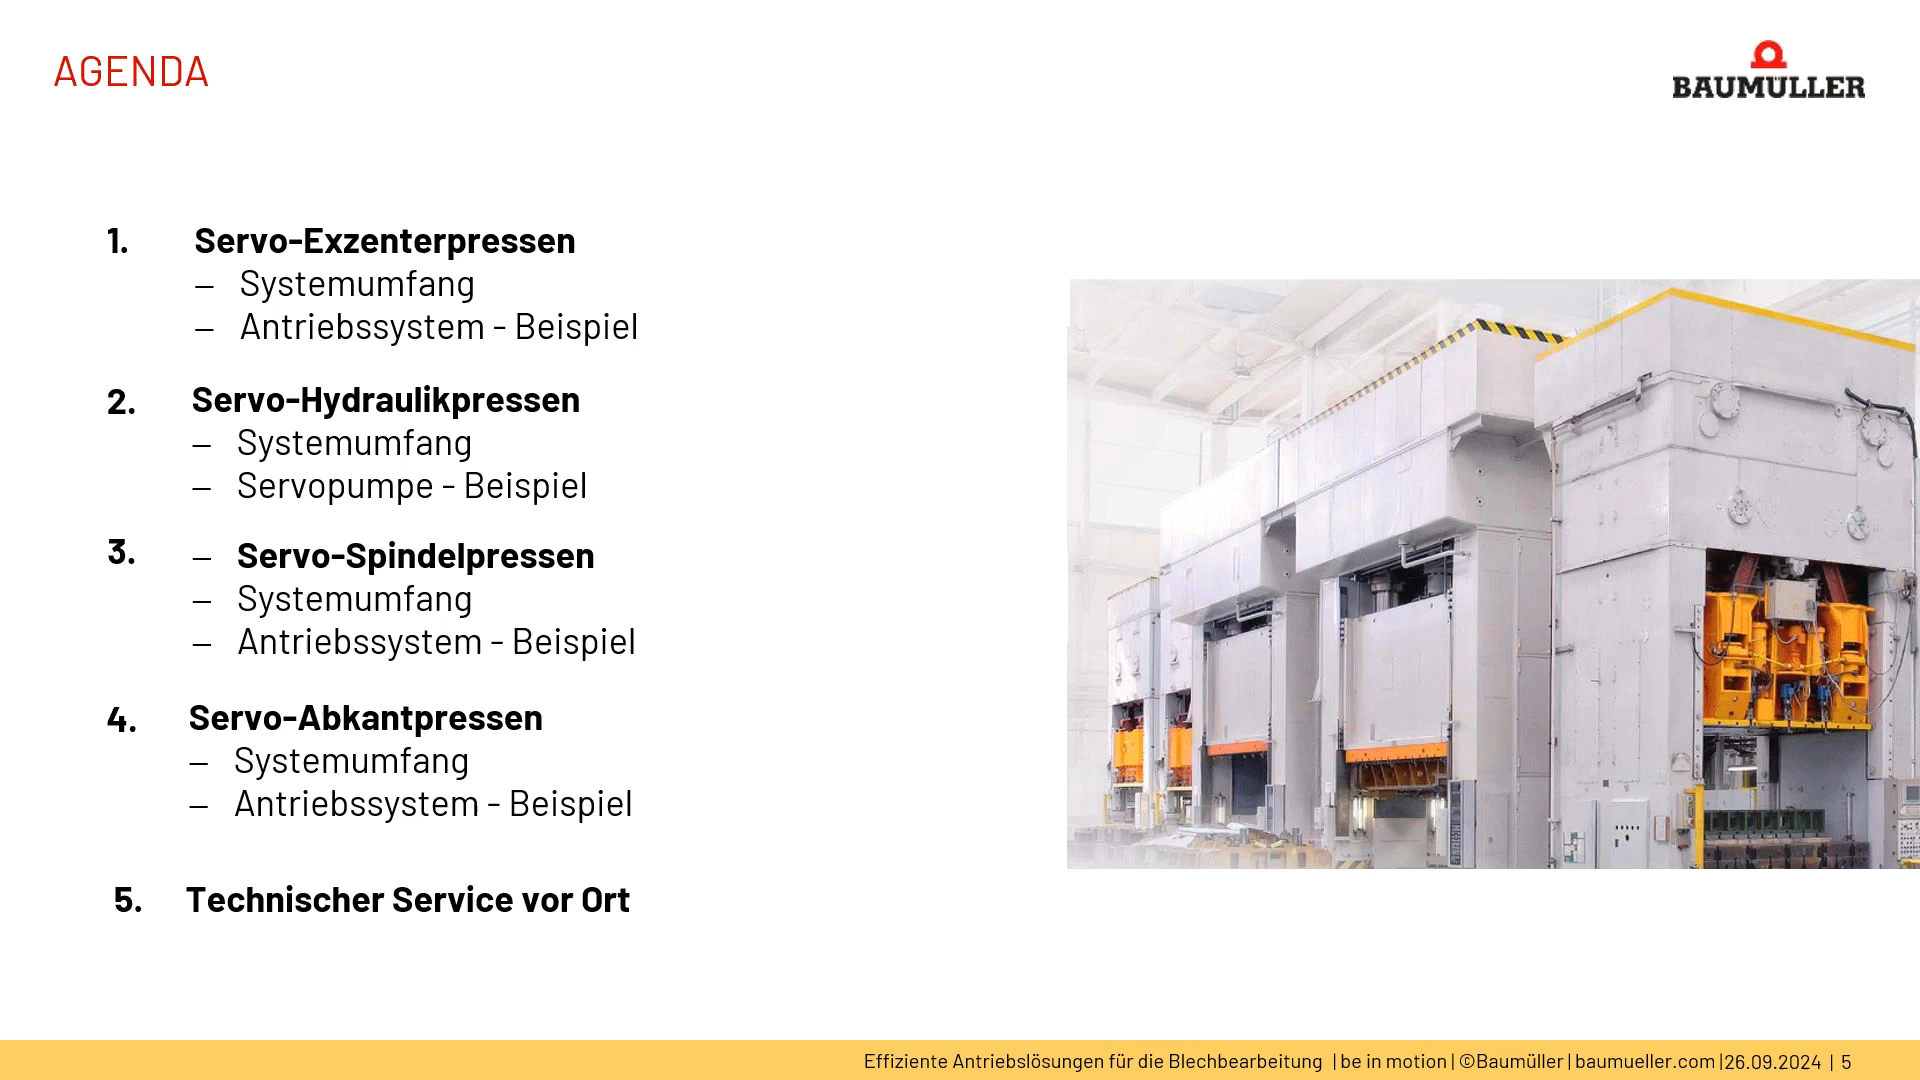 AGENDA
BAUMÜLLER
1. Servo-Exzenterpressen
– Systemumfang
– Antriebssystem - Beispiel
2. Servo-Hydraulikpressen
– Systemumfang
– Servopumpe - Beispiel
3. – Servo-Spindelpressen
– Systemumfang
– Antriebssystem - Beispiel
4. Servo-Abkantpressen
– Systemumfang
– Antriebssystem - Beispiel
5. Technischer Service vor Ort
Effiziente Antriebslösungen für die Blechbearbeitung | be in motion | ©Baumüller | baumueller.com |26.09.2024 | 5